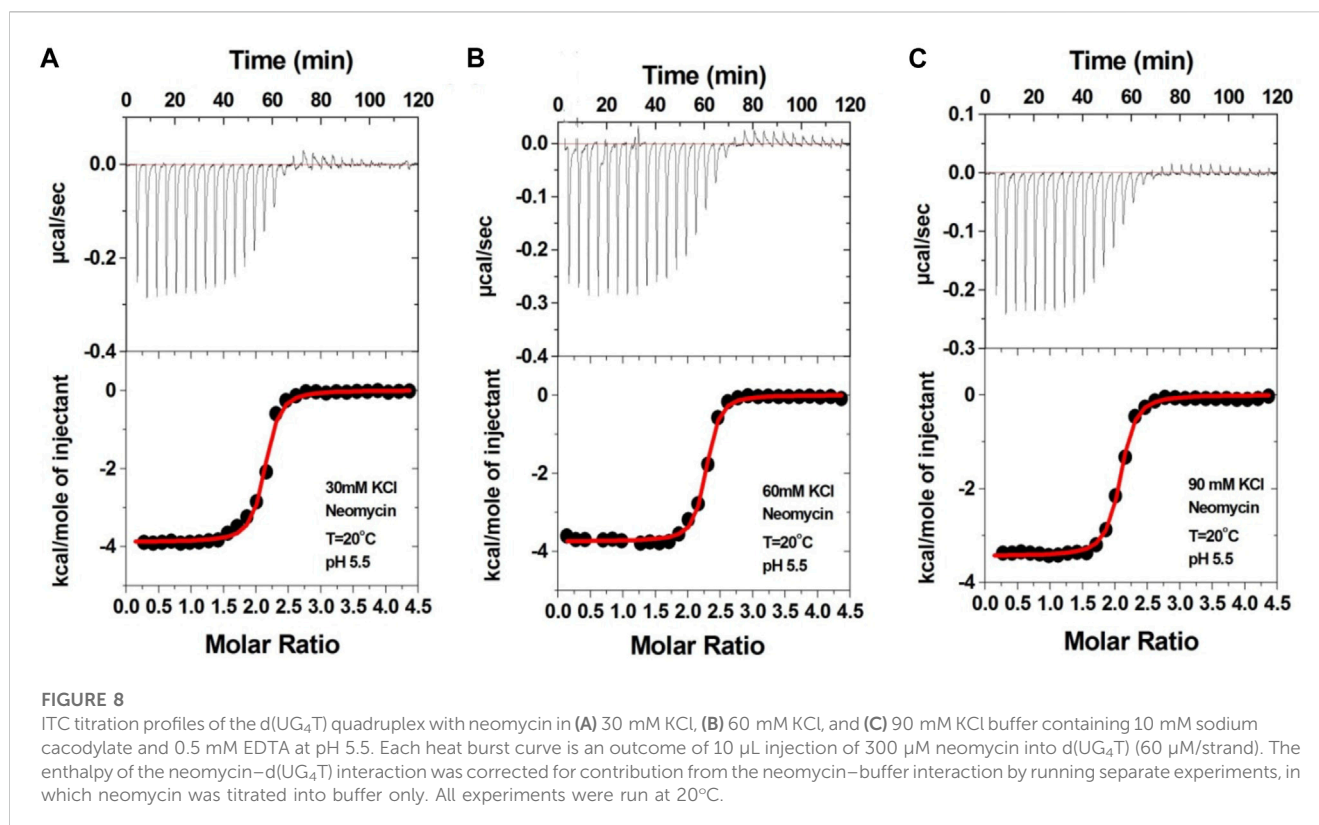 A
Time (min)
0 20 40 60 80 100 120
0.0
-0.2
-0.4
µcal/sec
0
-2
-4
kcal/mole of injectant
30mM KCl
Neomycin
T=20°C
pH 5.5
0.0 0.5 1.0 1.5 2.0 2.5 3.0 3.5 4.0 4.5
Molar Ratio
B
Time (min)
0 20 40 60 80 100 120
0.0
-0.1
-0.2
-0.3
-0.4
µcal/sec
0
-2
-4
kcal/mole of injectant
60mM KCl
Neomycin
T=20°C
pH 5.5
0.0 0.5 1.0 1.5 2.0 2.5 3.0 3.5 4.0 4.5
Molar Ratio
C
Time (min)
0 20 40 60 80 100 120
0.1
0.0
-0.1
-0.2
-0.3
µcal/sec
0
-2
-4
kcal/mole of injectant
90 mM KCl
Neomycin
T=20°C
pH 5.5
0.0 0.5 1.0 1.5 2.0 2.5 3.0 3.5 4.0 4.5
Molar Ratio
FIGURE 8
ITC titration profiles of the d(UG₄T) quadruplex with neomycin in (A) 30 mM KCl, (B) 60 mM KCl, and (C) 90 mM KCl buffer containing 10 mM sodium
cacodylate and 0.5 mM EDTA at pH 5.5. Each heat burst curve is an outcome of 10 µL injection of 300 µM neomycin into d(UG₄T) (60 µM/strand). The
enthalpy of the neomycin–d(UG₄T) interaction was corrected for contribution from the neomycin–buffer interaction by running separate experiments, in
which neomycin was titrated into buffer only. All experiments were run at 20°C.